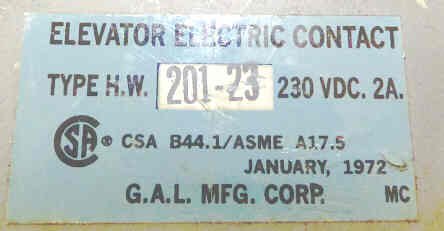 ELEVATOR ELECTRIC CONTACT
TYPE H.W. 201-23 230 VDC. 2A.
CSA ® CSA B44.1/ASME A17.5
JANUARY, 1972
G.A.L. MFG. CORP. MC